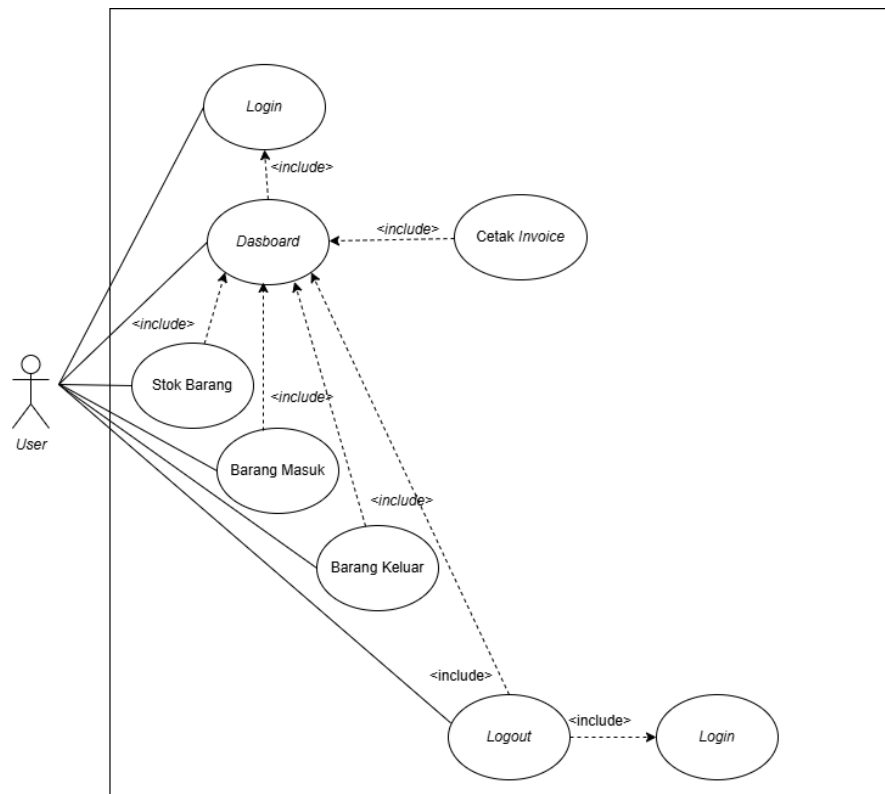 Login
<include>
<include>
Cetak Invoice
Dasboard
<include>
Stok Barang
<include>
User
Barang Masuk
<include>
Barang Keluar
<include>
<include>
Logout
Login